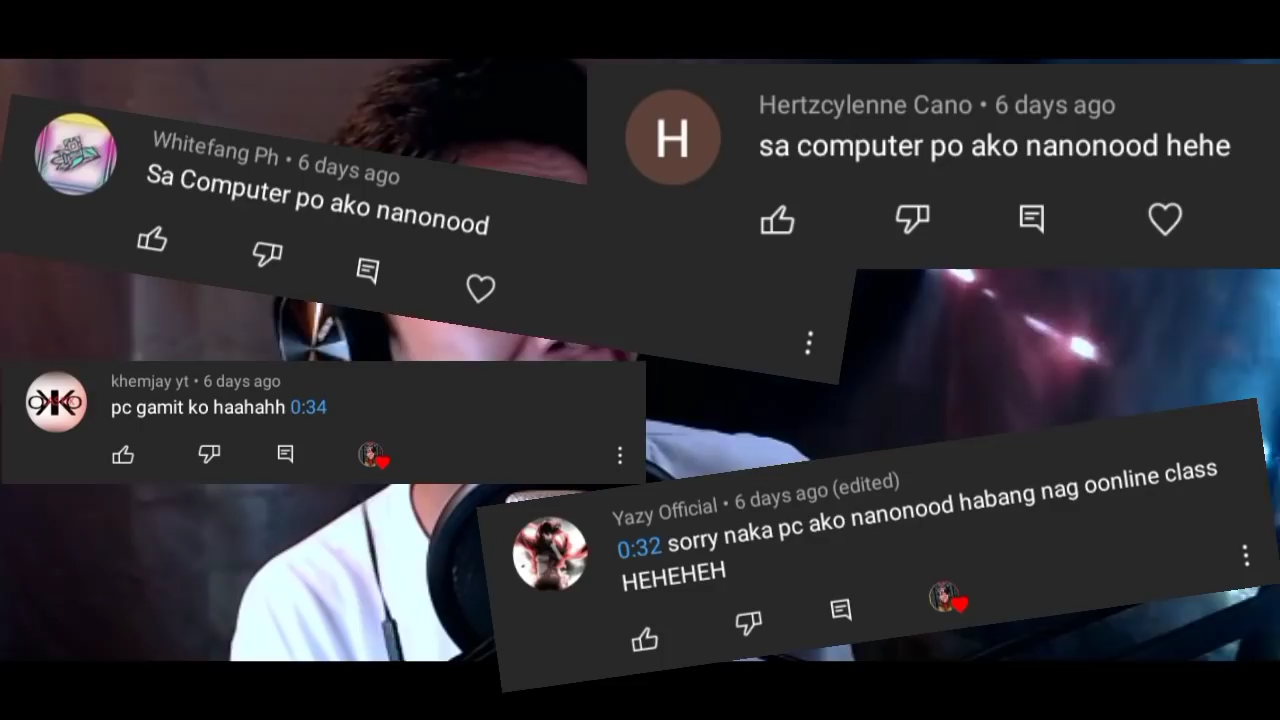 Whitefang Ph • 6 days ago
Sa Computer po ako nanonood
H
Hertzcylenne Cano • 6 days ago
sa computer po ako nanonood hehe
khemjay yt • 6 days ago
pc gamit ko haahahh 0:34
Yazy Official • 6 days ago (edited)
0:32 sorry naka pc ako nanonood habang nag oonline class
HEHEHEH